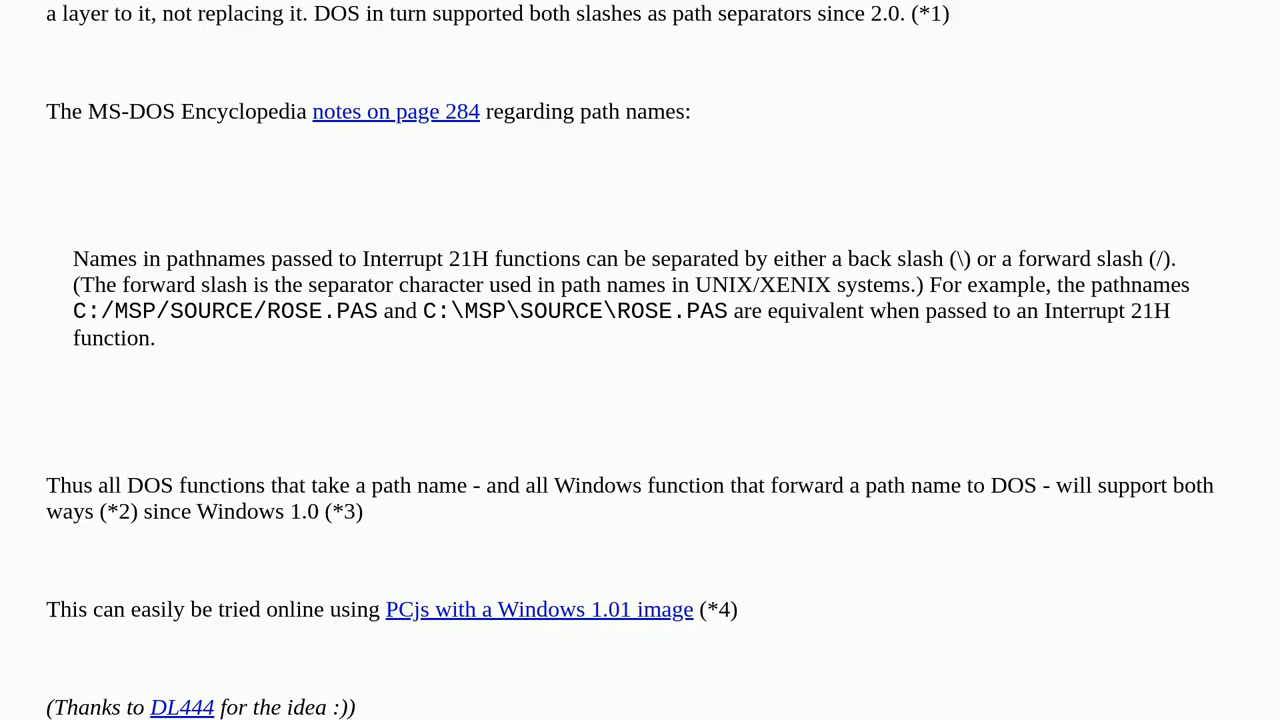 a layer to it, not replacing it. DOS in turn supported both slashes as path separators since 2.0. (*1)
The MS-DOS Encyclopedia notes on page 284 regarding path names:
Names in pathnames passed to Interrupt 21H functions can be separated by either a back slash (\) or a forward slash (/).
(The forward slash is the separator character used in path names in UNIX/XENIX systems.) For example, the pathnames
C:/MSP/SOURCE/ROSE.PAS and C:\MSP\SOURCE\ROSE.PAS are equivalent when passed to an Interrupt 21H
function.
Thus all DOS functions that take a path name - and all Windows function that forward a path name to DOS - will support both
ways (*2) since Windows 1.0 (*3)
This can easily be tried online using PCjs with a Windows 1.01 image (*4)
(Thanks to DL444 for the idea :))